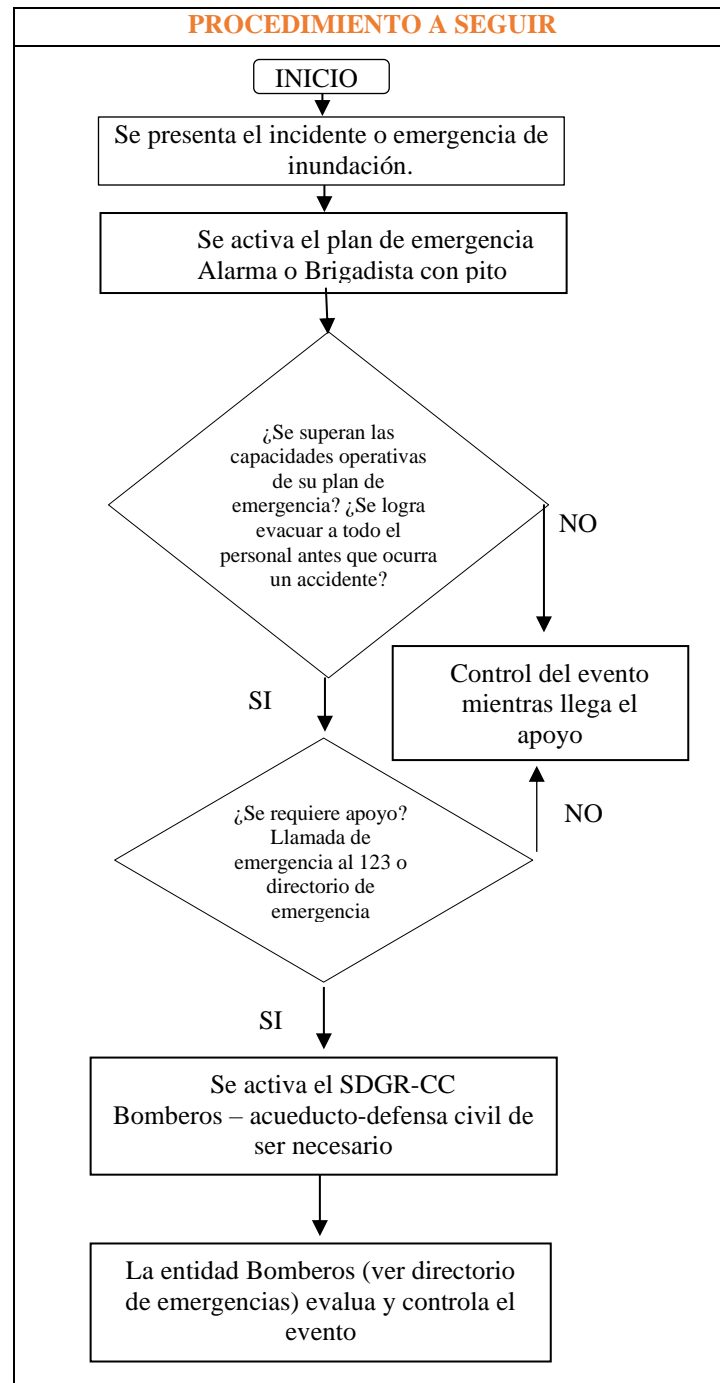 PROCEDIMIENTO A SEGUIR
INICIO
Se presenta el incidente o emergencia de
inundación.
Se activa el plan de emergencia
Alarma o Brigadista con pito
¿Se superan las
capacidades operativas
de su plan de
emergencia? ¿Se logra
evacuar a todo el
personal antes que ocurra
un accidente?
NO
Control del evento
mientras llega el
apoyo
SI
¿Se requiere apoyo?
Llamada de
emergencia al 123 o
directorio de
emergencia
NO
SI
Se activa el SDGR-CC
Bomberos – acueducto-defensa civil de
ser necesario
La entidad Bomberos (ver directorio
de emergencias) evalua y controla el
evento